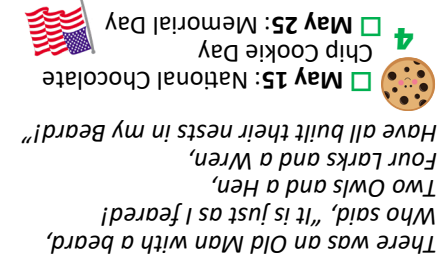 There was an Old Man with a beard,
Who said, "It is just as I feared!
Two Owls and a Hen,
Four Larks and a Wren,
Have all built their nests in my Beard!"
☐ May 15: National Chocolate
Chip Cookie Day
☐ May 25: Memorial Day
4